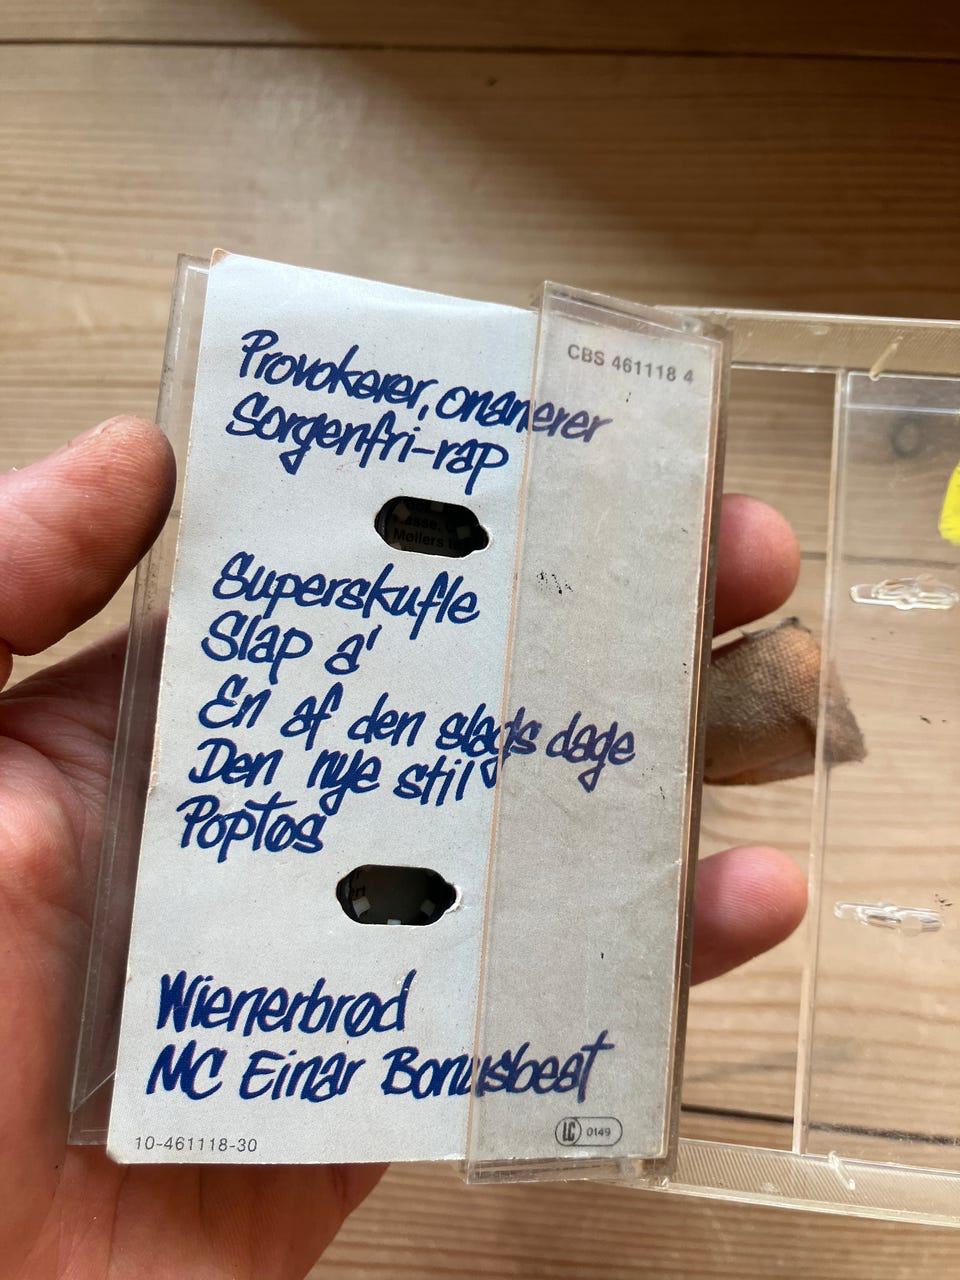 CBS 461118 4
Provokerer, onanerer
Sorgenfri-rap
Møllers
Superskufle
Slap a'
En af den slags dage
Den nye stil
Poptøs
Wienerbrød
MC Einar Bonusbeat
LC 0149
10-461118-30